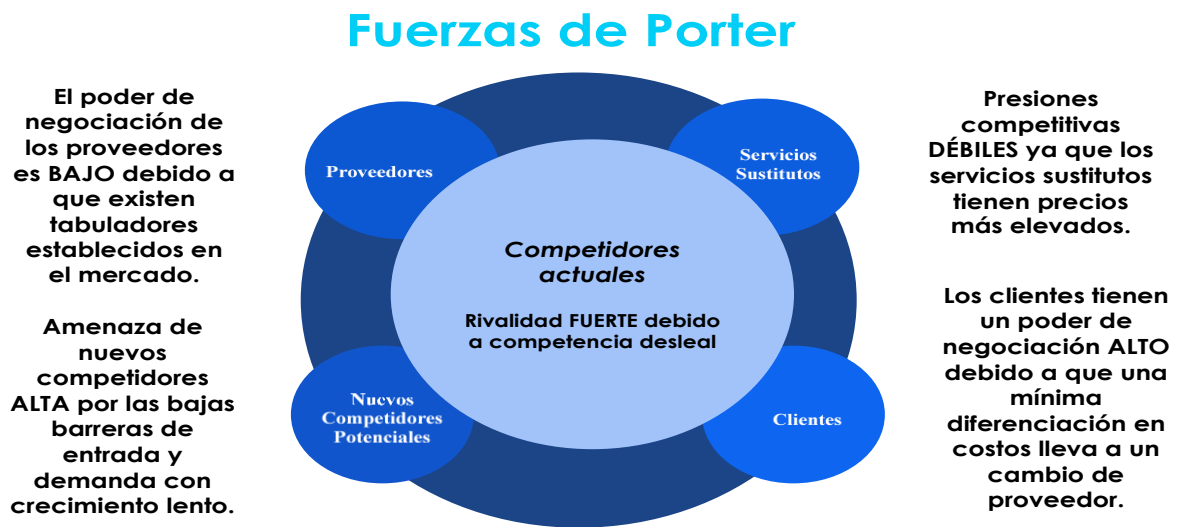 Fuerzas de Porter
El poder de
negociación de
los proveedores
es BAJO debido a
que existen
tabuladores
establecidos en
el mercado.
Amenaza de
nuevos
competidores
ALTA por las bajas
barreras de
entrada y
demanda con
crecimiento lento.
Proveedores
Servicios
Sustitutos
Competidores
actuales
Rivalidad FUERTE debido
a competencia desleal
Nuevos
Competidores
Potenciales
Clientes
Presiones
competitivas
DÉBILES ya que los
servicios sustitutos
tienen precios
más elevados.
Los clientes tienen
un poder de
negociación ALTO
debido a que una
mínima
diferenciación en
costos lleva a un
cambio de
proveedor.